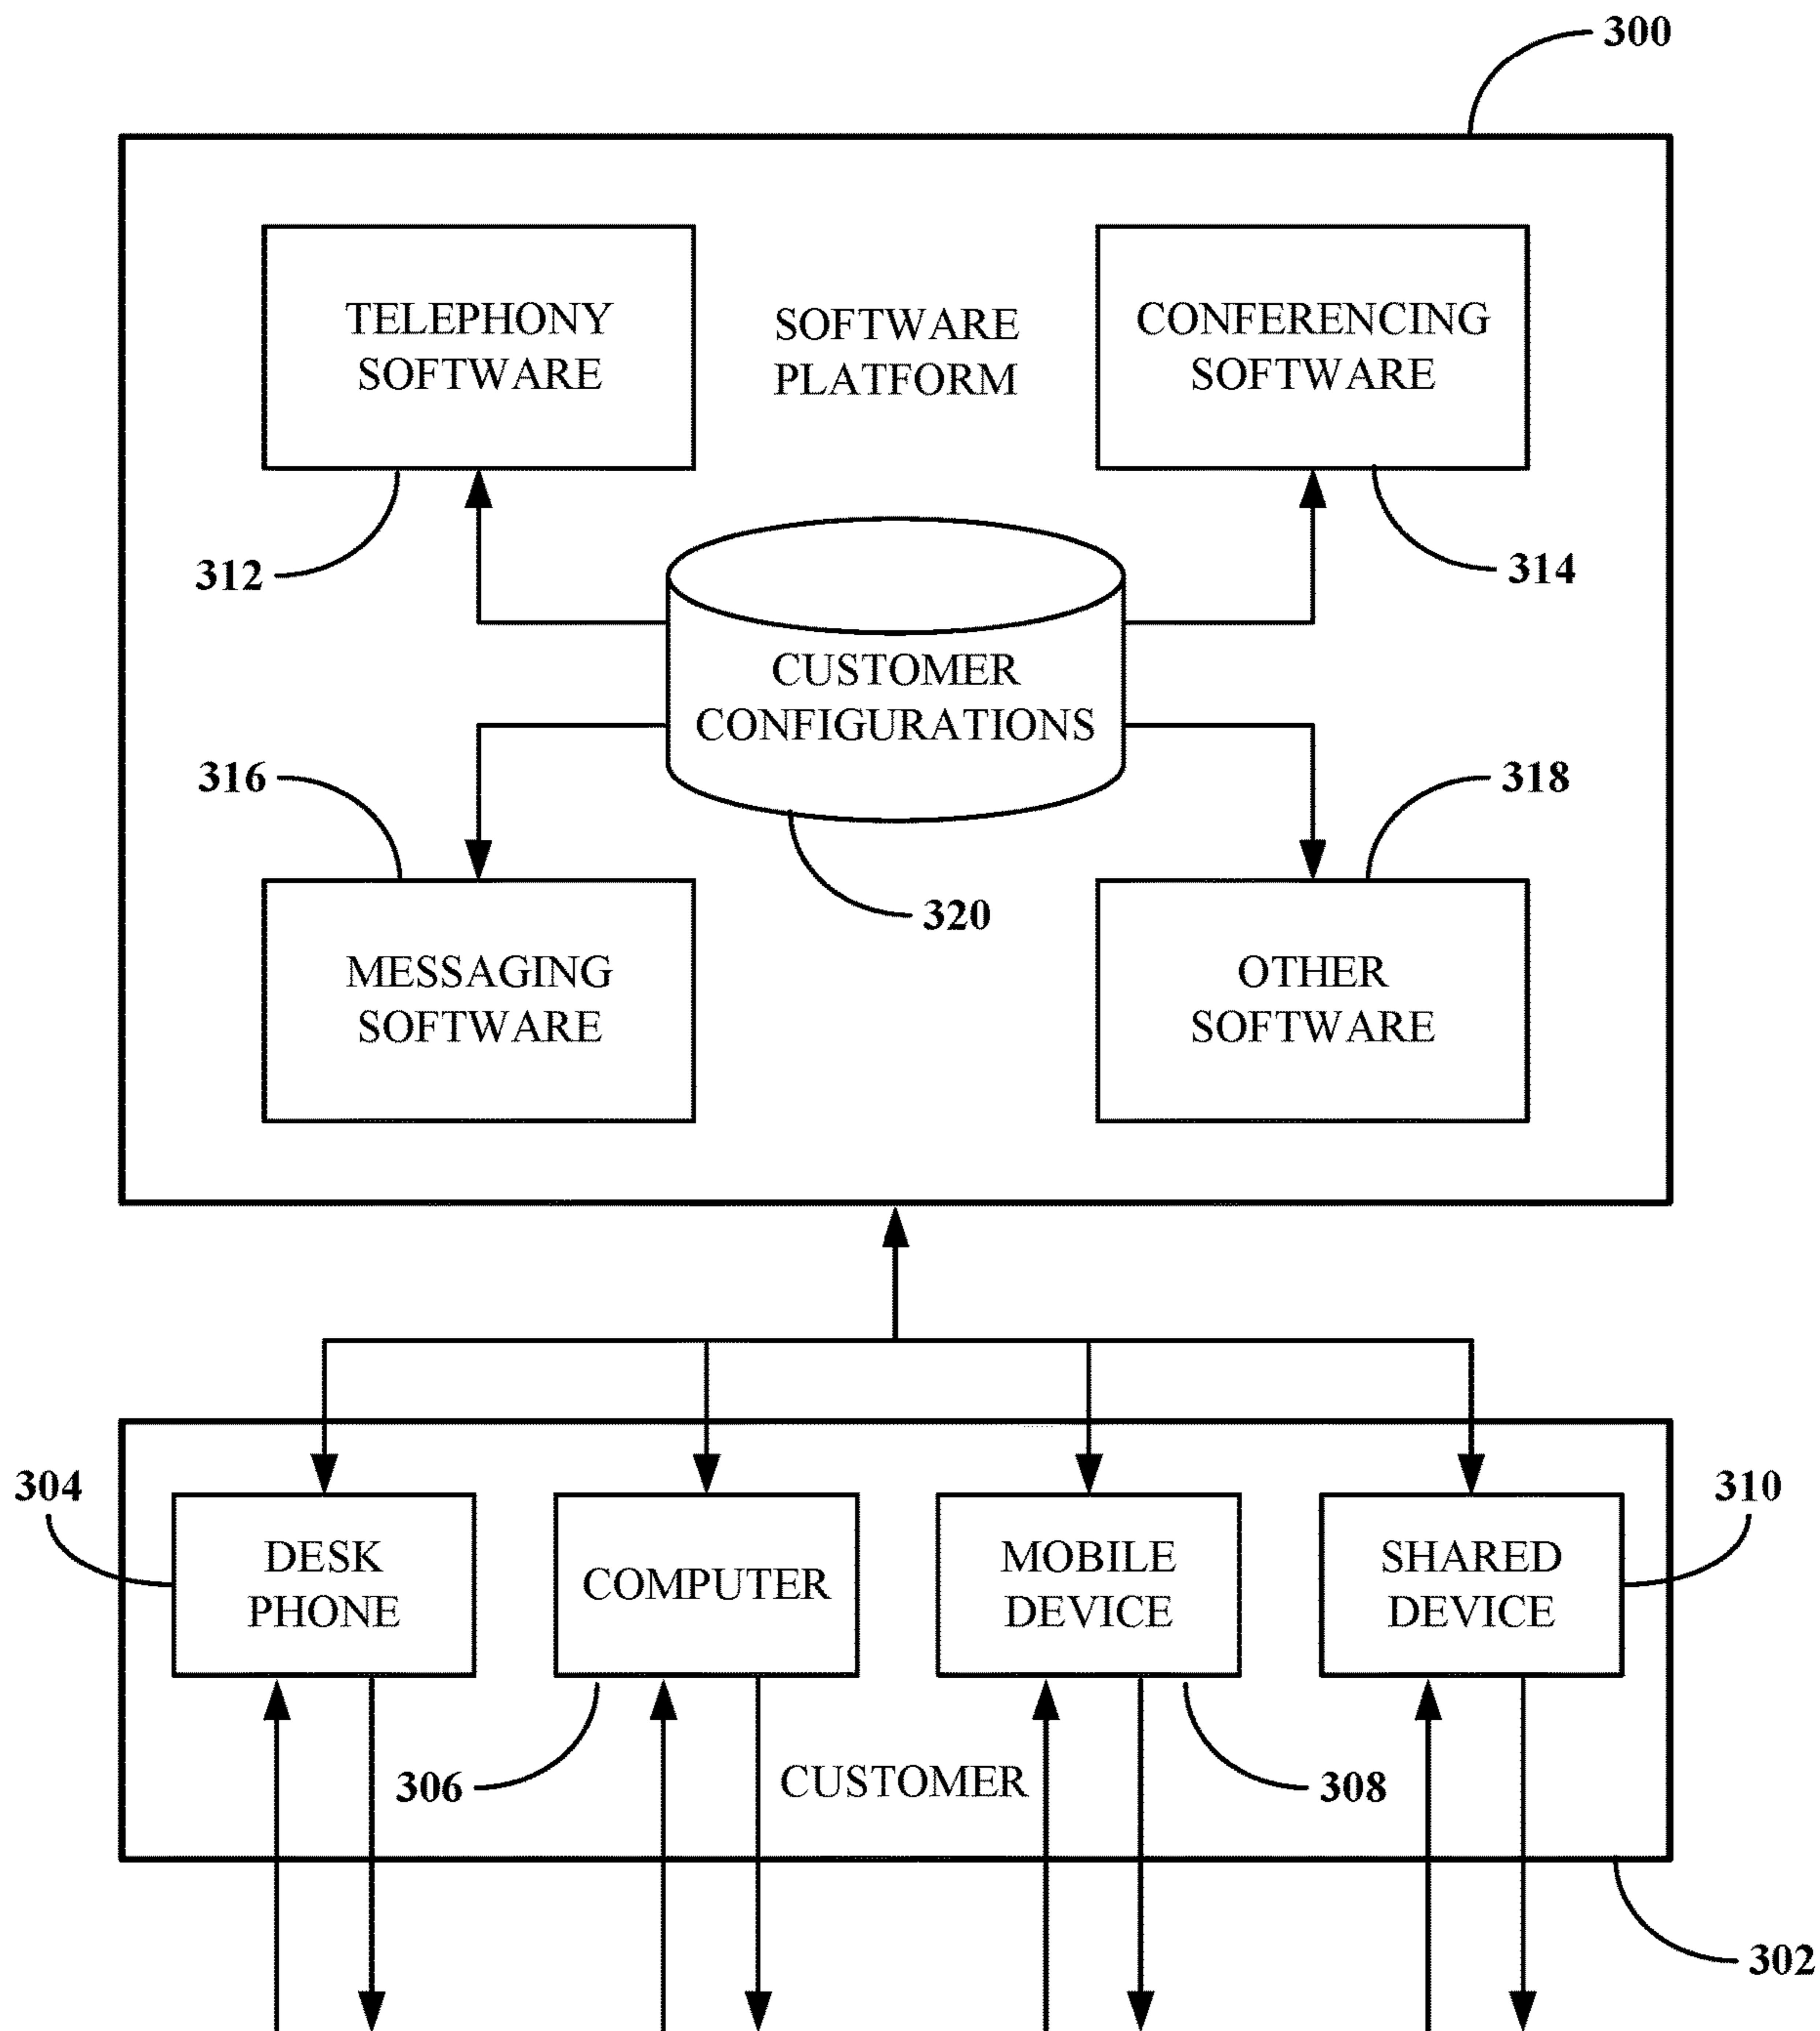 300
TELEPHONY
SOFTWARE
SOFTWARE
PLATFORM
CONFERENCING
SOFTWARE
312
314
CUSTOMER
CONFIGURATIONS
316
318
320
MESSAGING
SOFTWARE
OTHER
SOFTWARE
304
310
DESK
PHONE
COMPUTER
MOBILE
DEVICE
SHARED
DEVICE
306
CUSTOMER
308
302